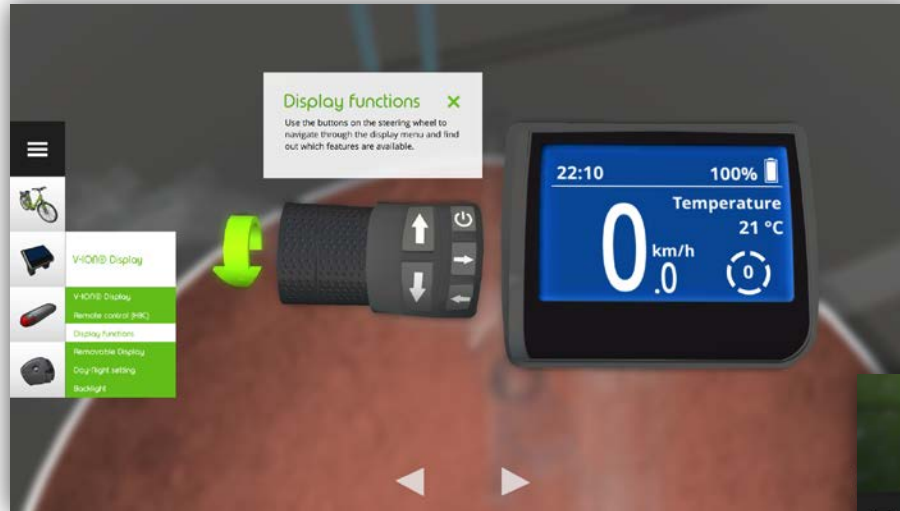 Display functions
Use the buttons on the steering wheel to
navigate through the display menu and find
out which features are available.
22:10
100%
Temperature
21 °C
0.0 km/h
0
V-ION® Display
V-ION® Display
Remote control (HBC)
Display functions
Removable Display
Day-Night setting
Backlight